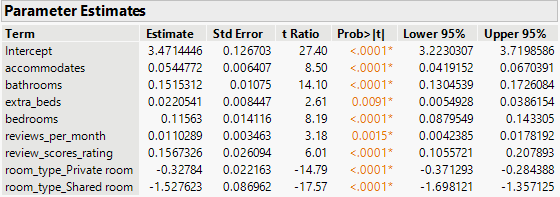 Parameter Estimates
Term Estimate Std Error t Ratio Prob>|t| Lower 95% Upper 95%
Intercept 3.4714446 0.126703 27.40 <.0001* 3.2230307 3.7198586
accommodates 0.0544772 0.006407 8.50 <.0001* 0.0419152 0.0670391
bathrooms 0.1515312 0.01075 14.10 <.0001* 0.1304539 0.1726084
extra_beds 0.0220541 0.008447 2.61 0.0091* 0.0054928 0.0386154
bedrooms 0.11563 0.014116 8.19 <.0001* 0.0879549 0.143305
reviews_per_month 0.0110289 0.003463 3.18 0.0015* 0.0042385 0.0178192
review_scores_rating 0.1567326 0.026094 6.01 <.0001* 0.1055721 0.207893
room_type_Private room -0.32784 0.022163 -14.79 <.0001* -0.371293 -0.284388
room_type_Shared room -1.527623 0.086962 -17.57 <.0001* -1.698121 -1.357125